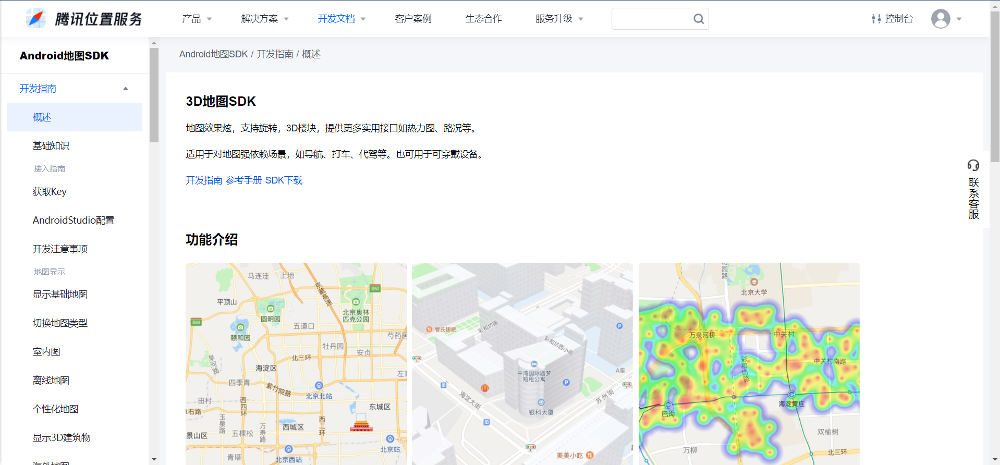 腾讯位置服务
产品
解决方案
开发文档
客户案例
生态合作
服务升级
控制台
Android地图SDK
开发指南
概述
基础知识
接入指南
获取Key
AndroidStudio配置
开发注意事项
地图显示
显示基础地图
切换地图类型
室内图
离线地图
个性化地图
显示3D建筑物
海外地图
Android地图SDK / 开发指南 / 概述
3D地图SDK
地图效果炫，支持旋转，3D楼块，提供更多实用接口如热力图、路况等。
适用于对地图强依赖场景，如导航、打车、代驾等。也可用于可穿戴设备。
开发指南 参考手册 SDK下载
功能介绍
马连洼
上地
京藏高速
S50
平顶山
圆明园
北京奥林
匹克公园
S50
五道口
颐和园
芍药居
牡丹园
安贞
北三环
旱河路
海淀区
左家
四季青
紫竹院路
北京北站
田村
西四环
东城区
石路
玉泉路
万寿路
西二环
西城区
五棵松
景山区
北京站
青塔
北京西站
管氏翅吧
彩和坊路
P
彩和坊西小街
中湾国际圆梦
短租公寓
A座
P
海淀大街
苏州街
银科大厦
美美小吃
和园路
北京大学
万泉河桥
中关村
彩和坊路
中关村南路
海淀黄庄
巴沟
双榆树
万柳
北三环
联系客服